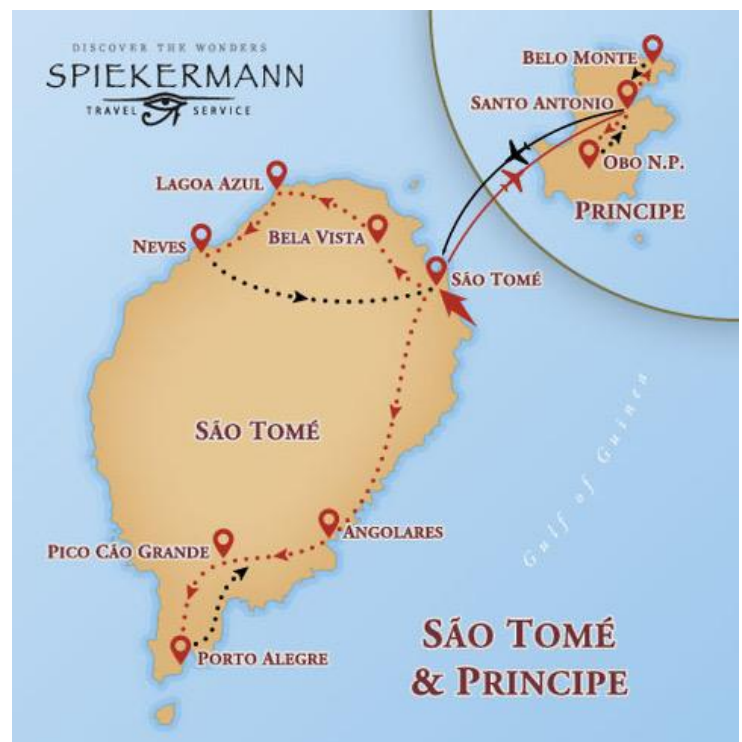 DISCOVER THE WONDERS
SPIEKERMANN
TRAVEL SERVICE
BELO MONTE
SANTO ANTONIO
OBO N.P.
PRINCIPE
LAGOA AZUL
NEVES
BELA VISTA
SÃO TOMÉ
SÃO TOMÉ
Gulf of Guinea
ANGOLARES
PICO CÃO GRANDE
PORTO ALEGRE
SÃO TOMÉ
& PRINCIPE